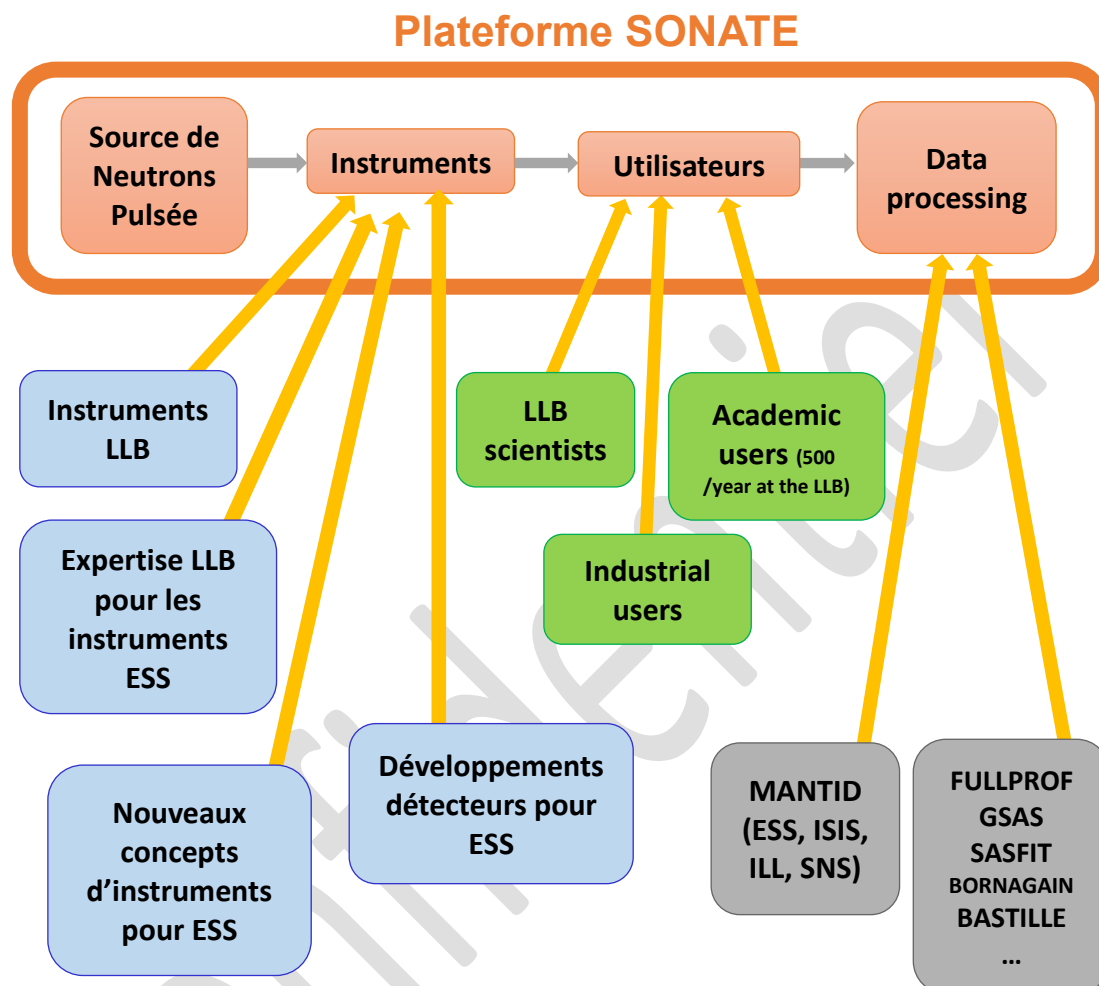 Plateforme SONATE
Source de
Neutrons
Pulsée
Instruments
Utilisateurs
Data
processing
Instruments
LLB
LLB
scientists
Academic
users (500
/year at the LLB)
Expertise LLB
pour les
instruments
ESS
Industrial
users
Nouveaux
concepts
d'instruments
pour ESS
Développements
détecteurs pour
ESS
MANTID
(ESS, ISIS,
ILL, SNS)
FULLPROF
GSAS
SASFIT
BORNAGAIN
BASTILLE
...